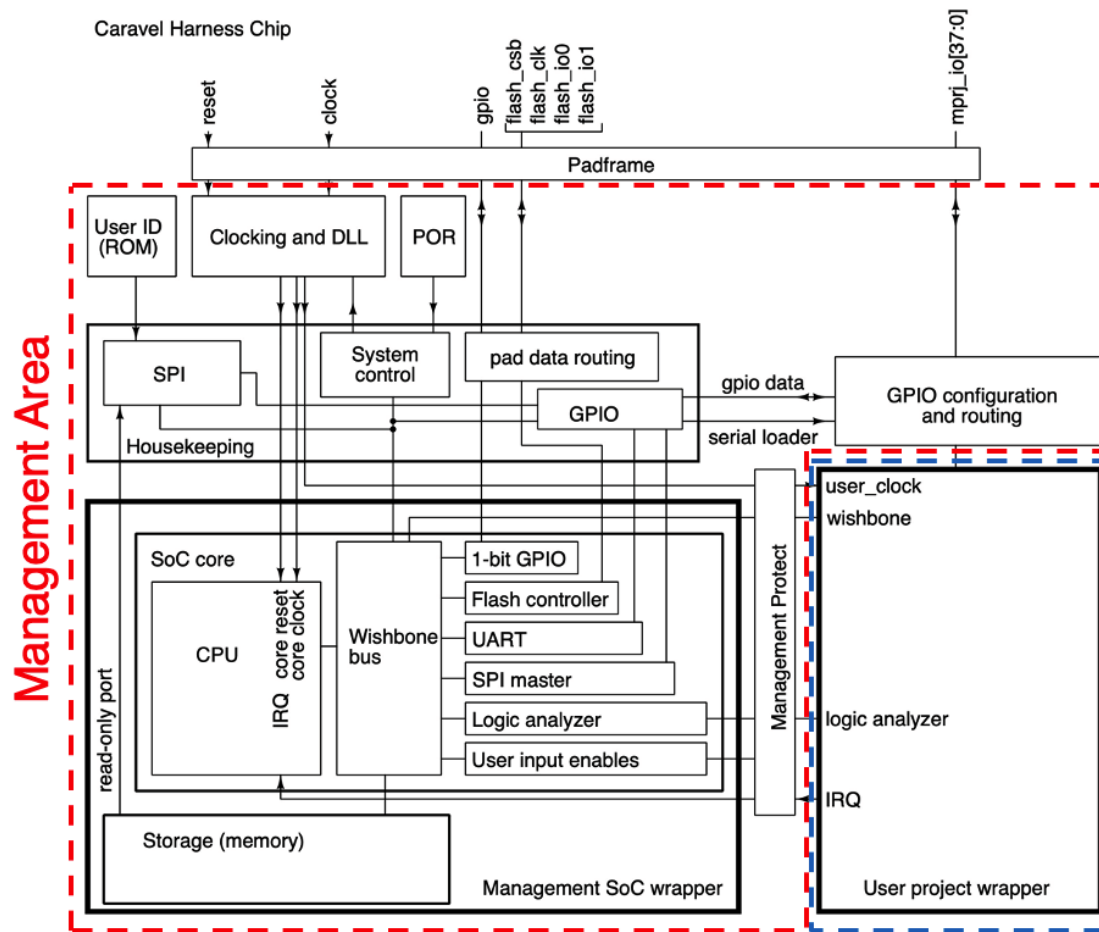 Caravel Harness Chip
reset
clock
gpio
flash_csb
flash_clk
flash_io0
flash_io1
mprj_io[37:0]
Padframe
Management Area
User ID
(ROM)
Clocking and DLL
POR
SPI
System
control
pad data routing
GPIO
gpio data
serial loader
GPIO configuration
and routing
Housekeeping
read-only port
SoC core
CPU
core reset
core clock
IRQ
Wishbone
bus
1-bit GPIO
Flash controller
UART
SPI master
Logic analyzer
User input enables
Management Protect
user_clock
wishbone
logic analyzer
IRQ
Storage (memory)
Management SoC wrapper
User project wrapper